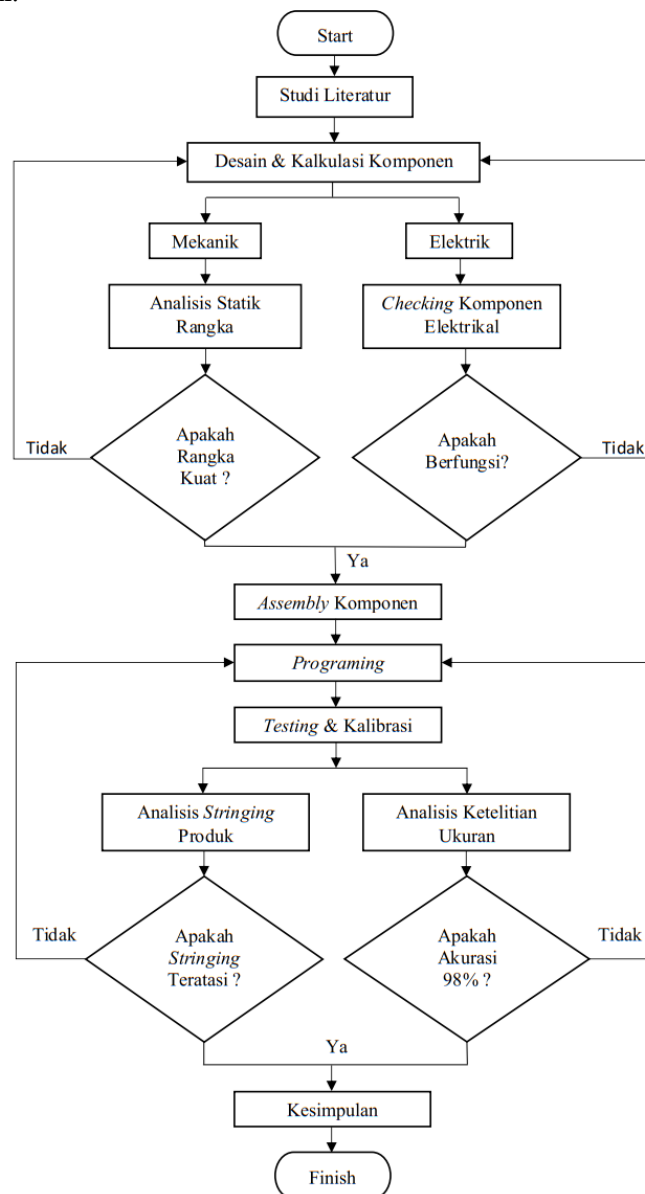 Start
Studi Literatur
Desain & Kalkulasi Komponen
Mekanik
Elektrik
Analisis Statik
Rangka
Checking Komponen
Elektrikal
Apakah
Rangka
Kuat ?
Apakah
Berfungsi?
Tidak
Tidak
Ya
Assembly Komponen
Programing
Testing & Kalibrasi
Analisis Stringing
Produk
Analisis Ketelitian
Ukuran
Tidak
Apakah
Stringing
Teratasi ?
Apakah
Akurasi
98% ?
Tidak
Ya
Kesimpulan
Finish